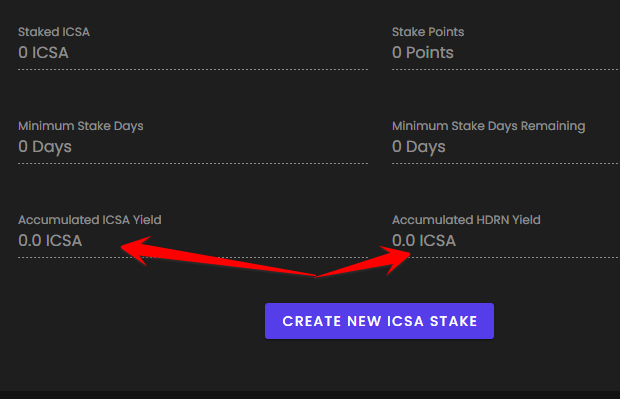 Staked ICSA
0 ICSA
Stake Points
0 Points
Minimum Stake Days
0 Days
Minimum Stake Days Remaining
0 Days
Accumulated ICSA Yield
0.0 ICSA
Accumulated HDRN Yield
0.0 ICSA
CREATE NEW ICSA STAKE